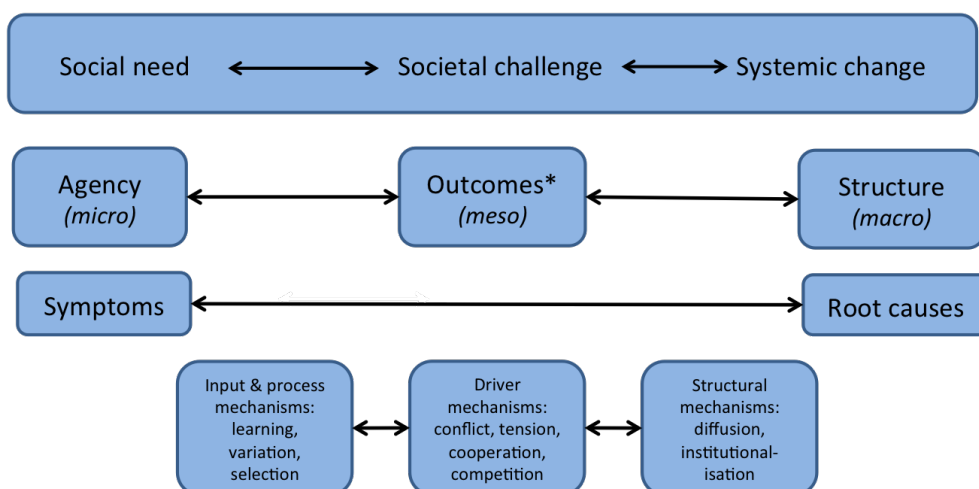 Social need
Societal challenge
Systemic change
Agency
(micro)
Outcomes*
(meso)
Structure
(macro)
Symptoms
Root causes
Input & process
mechanisms:
learning,
variation,
selection
Driver
mechanisms:
conflict, tension,
cooperation,
competition
Structural
mechanisms:
diffusion,
institutional-
isation